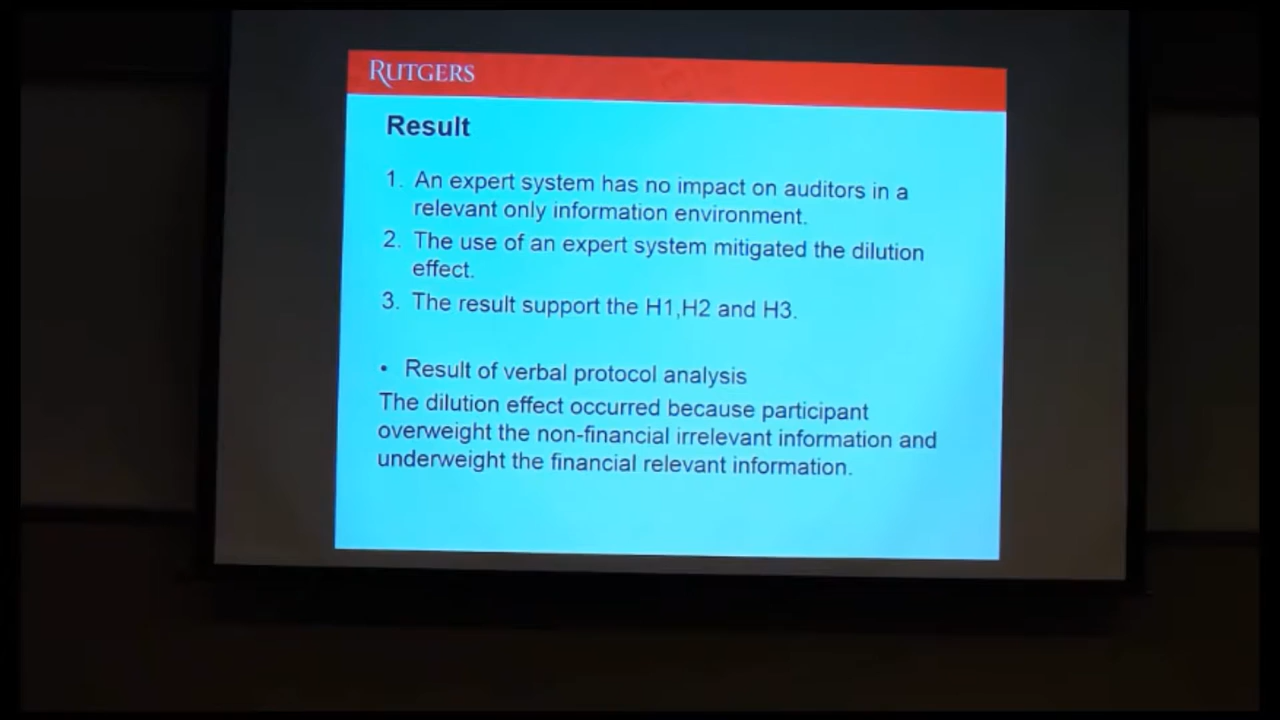 RUTGERS
Result
1. An expert system has no impact on auditors in a
relevant only information environment.
2. The use of an expert system mitigated the dilution
effect.
3. The result support the H1,H2 and H3.
• Result of verbal protocol analysis
The dilution effect occurred because participant
overweight the non-financial irrelevant information and
underweight the financial relevant information.